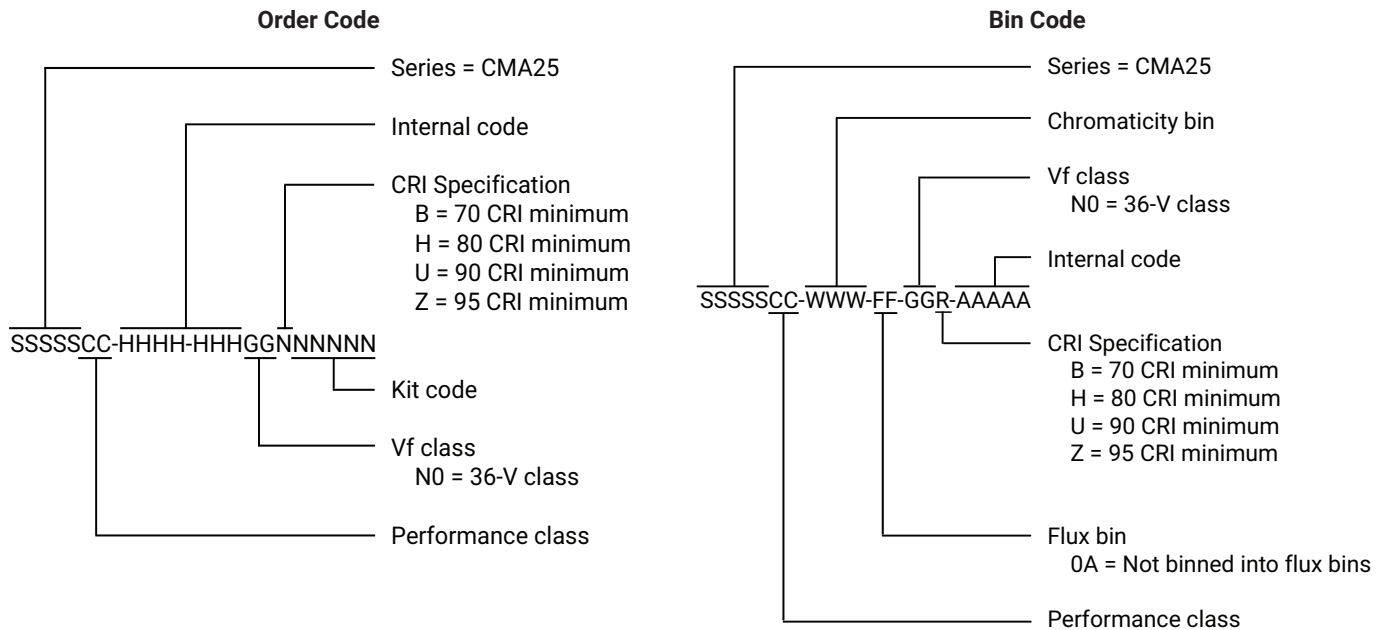 Order Code
Series = CMA25
Internal code
CRI Specification
B = 70 CRI minimum
H = 80 CRI minimum
U = 90 CRI minimum
Z = 95 CRI minimum
SSSSSCC-HHHH-HHHGGNNNNNN
Kit code
Vf class
N0 = 36-V class
Performance class
Bin Code
Series = CMA25
Chromaticity bin
Vf class
N0 = 36-V class
Internal code
SSSSSCC-WWW-FF-GGR-AAAAA
CRI Specification
B = 70 CRI minimum
H = 80 CRI minimum
U = 90 CRI minimum
Z = 95 CRI minimum
Flux bin
0A = Not binned into flux bins
Performance class